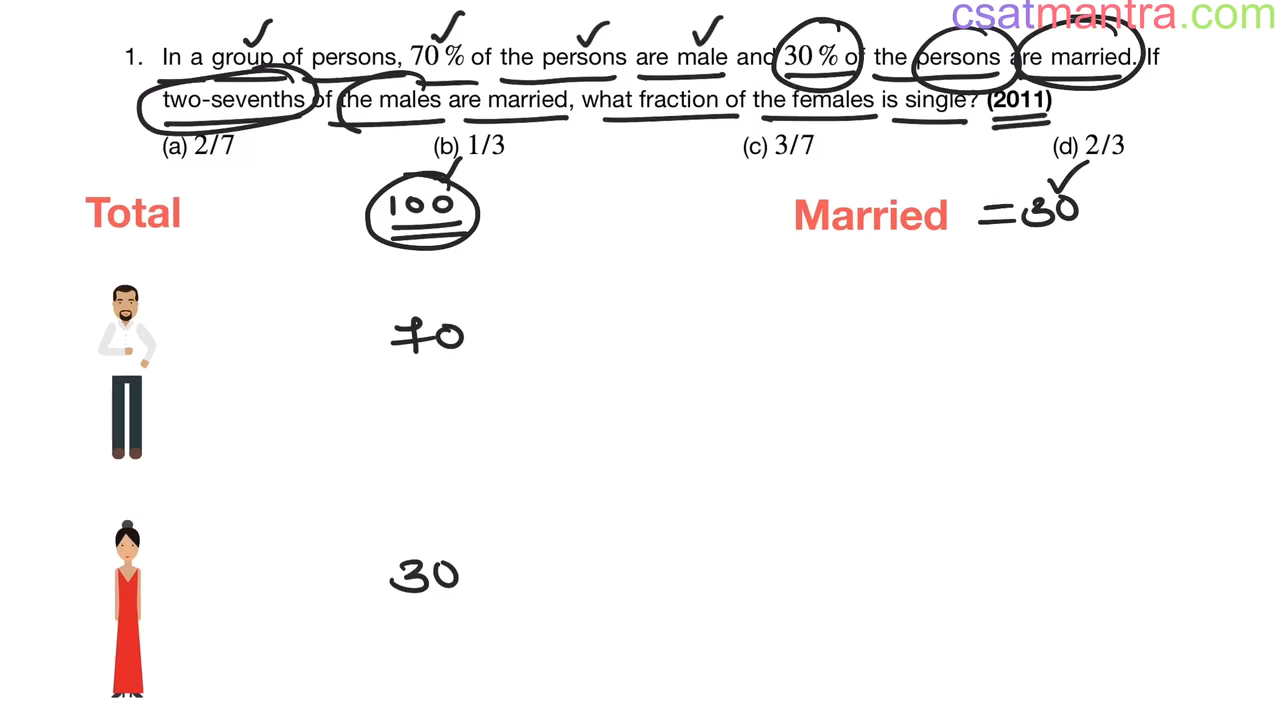 csatmantra.com
1. In a group of persons, 70 % of the persons are male and 30 % of the persons are married. If
two-sevenths of the males are married, what fraction of the females is single? (2011)
(a) 2/7 (b) 1/3 (c) 3/7 (d) 2/3
Total 100 Married = 30
70
30